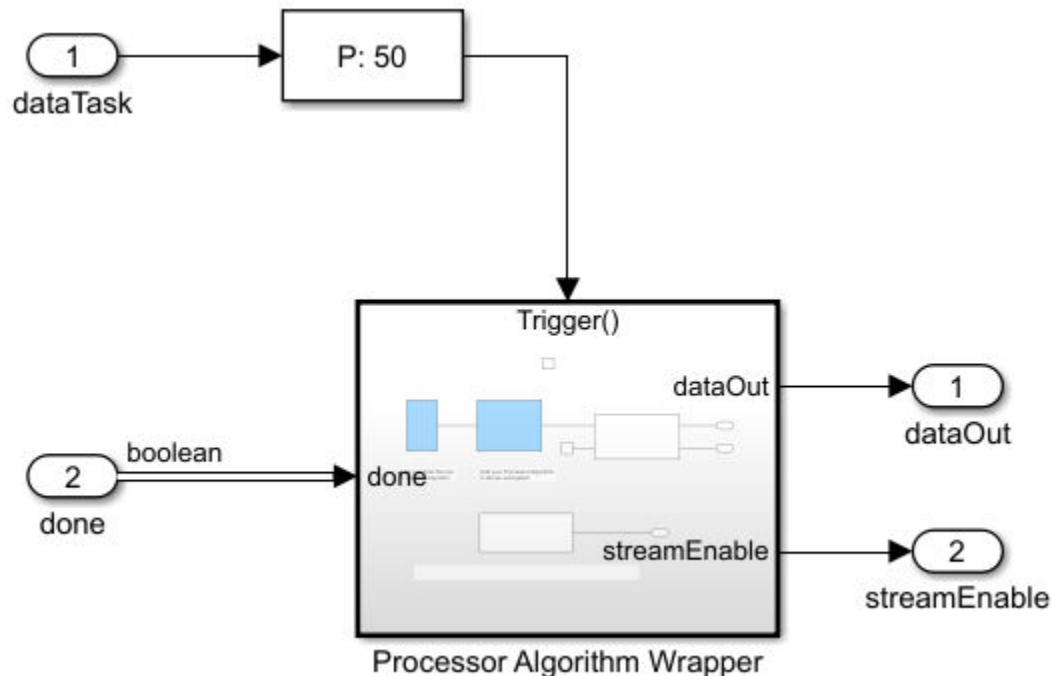 1
dataTask
P: 50
Trigger()
dataOut
1
dataOut
boolean
2
done
done
streamEnable
2
streamEnable
Processor Algorithm Wrapper